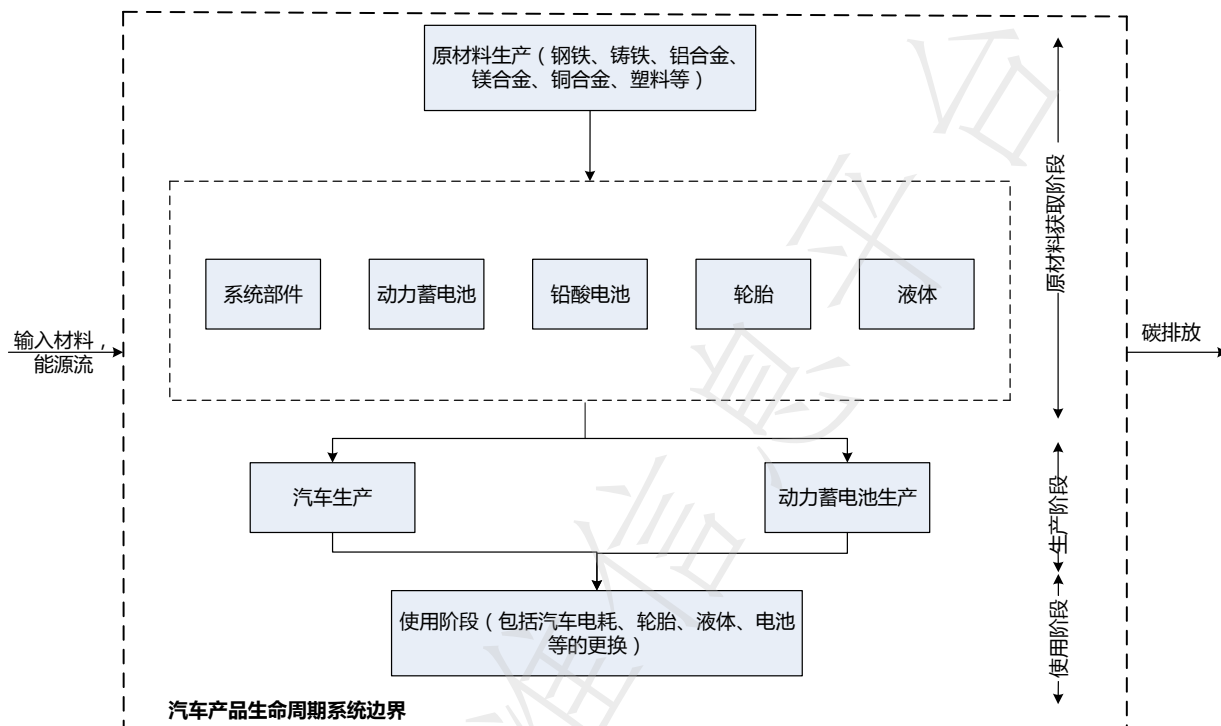 原材料生产（钢铁、铸铁、铝合金、
镁合金、铜合金、塑料等）
原材料获取阶段
系统部件
动力蓄电池
铅酸电池
轮胎
液体
输入材料，
能源流
碳排放
汽车生产
动力蓄电池生产
生产阶段
使用阶段（包括汽车电耗、轮胎、液体、电池
等的更换）
使用阶段
汽车产品生命周期系统边界
准信息平台